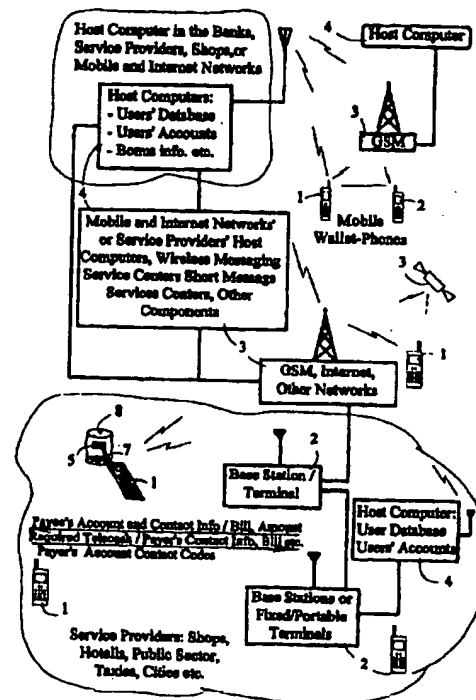 Host Computer in the Banks,
Service Providers, Shops, or
Mobile and Internet Networks
Host Computers:
- Users' Database
- Users' Accounts
- Bonus info. etc.
4
4
Host Computer
3
GSM
1
2
Mobile
Wallet-Phones
Mobile and Internet Networks'
or Service Providers' Host
Computers, Wireless Messaging
Service Centers Short Message
Services Centers, Other
Components
3
3
1
GSM, Internet,
Other Networks
8
5
7
1
2
Base Station /
Terminal
Payee's Account and Contact Info / Bill, Amount
Required Telecash / Payer's Contact Info, Bill etc.
Payer's Account Contact Codes
Host Computer:
User Database
Users' Accounts
4
1
Base Stations or
Fixed/Portable
Terminals
2
1
Service Providers: Shops,
Hotells, Public Sector,
Taxies, Cities etc.